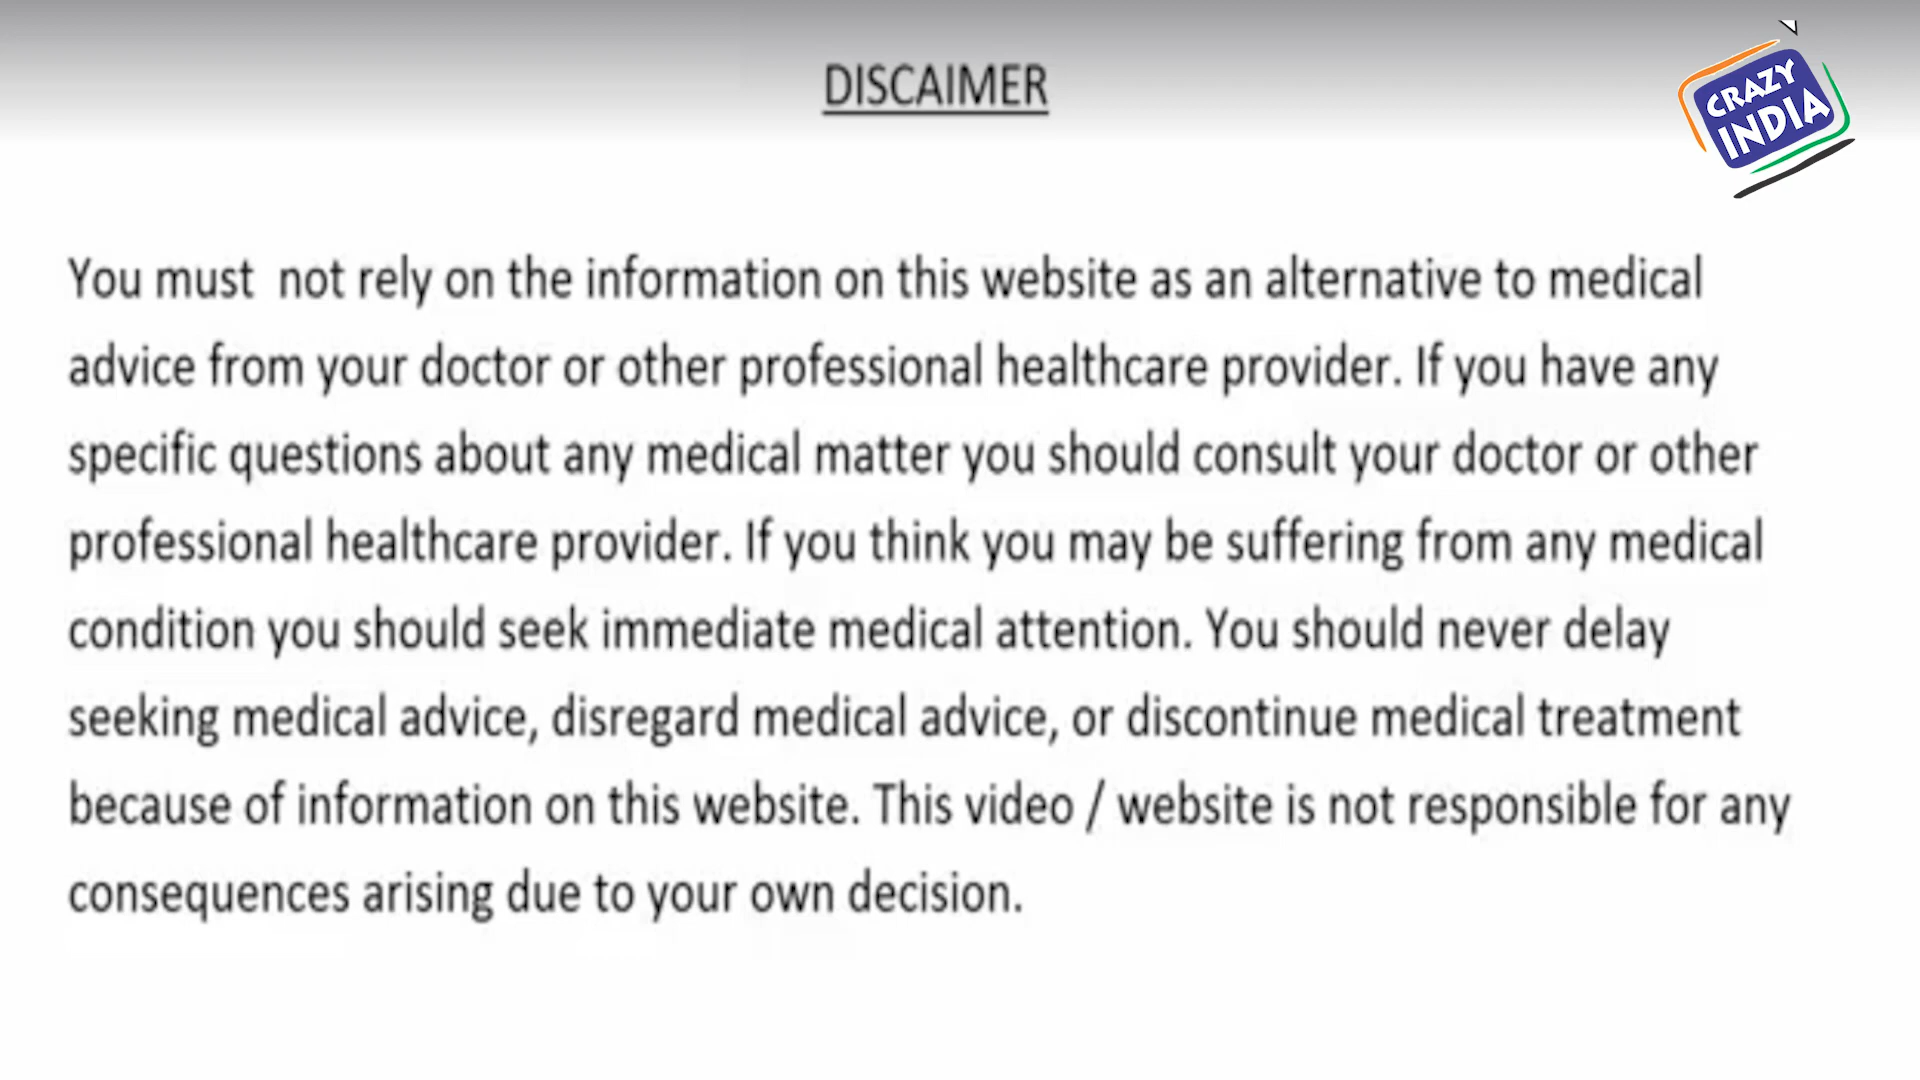 DISCAIMER
CRAZY
INDIA
You must  not rely on the information on this website as an alternative to medical
advice from your doctor or other professional healthcare provider. If you have any
specific questions about any medical matter you should consult your doctor or other
professional healthcare provider. If you think you may be suffering from any medical
condition you should seek immediate medical attention. You should never delay
seeking medical advice, disregard medical advice, or discontinue medical treatment
because of information on this website. This video / website is not responsible for any
consequences arising due to your own decision.